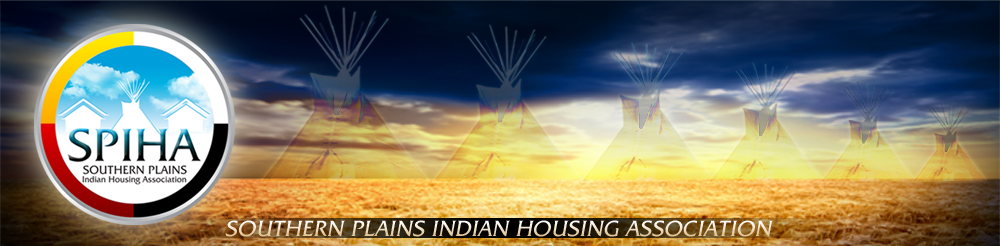 SPIHA
SOUTHERN PLAINS
Indian Housing Association
SOUTHERN PLAINS INDIAN HOUSING ASSOCIATION